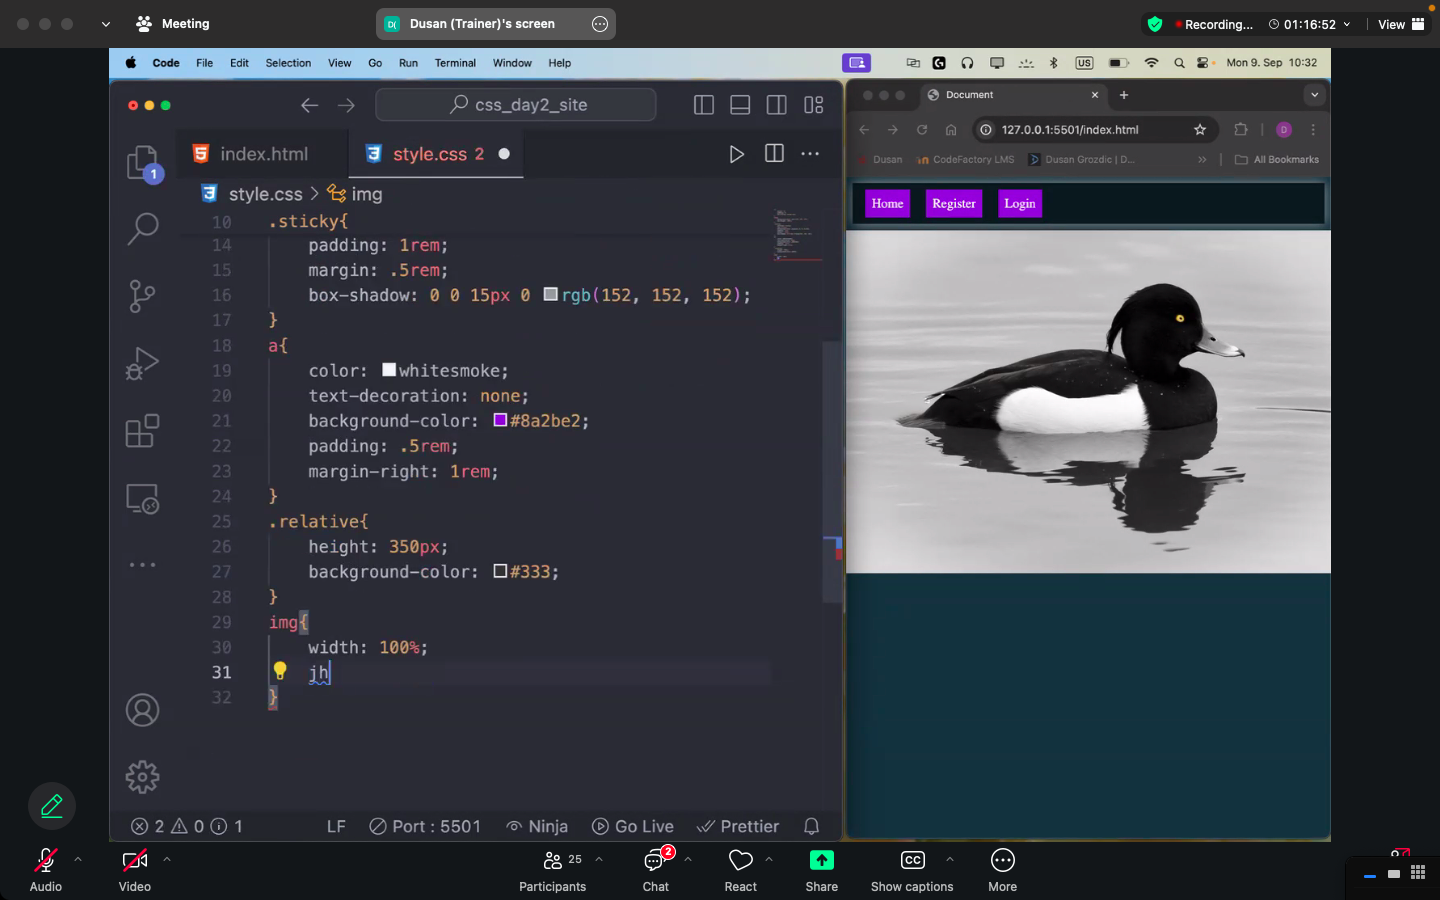 Meeting
D(
Dusan (Trainer)'s screen
Recording...
01:16:52
View
Code File Edit Selection View Go Run Terminal Window Help
US
Mon 9. Sep 10:32
css_day2_site
Document
127.0.0.1:5501/index.html
D
Dusan
CodeFactory LMS
Dusan Grozdic | D...
All Bookmarks
1
index.html
style.css 2
style.css > img
Home
Register
Login
10 .sticky{
14 padding: 1rem;
15 margin: .5rem;
16 box-shadow: 0 0 15px 0 rgb(152, 152, 152);
17 }
18 a{
19 color: whitesmoke;
20 text-decoration: none;
21 background-color: #8a2be2;
22 padding: .5rem;
23 margin-right: 1rem;
24 }
25 .relative{
26 height: 350px;
27 background-color: #333;
28 }
29 img{
30 width: 100%;
31 jh
32 }
2 0 1
LF
Port : 5501
Ninja
Go Live
Prettier
Audio
Video
25
Participants
2
Chat
React
Share
CC
Show captions
More